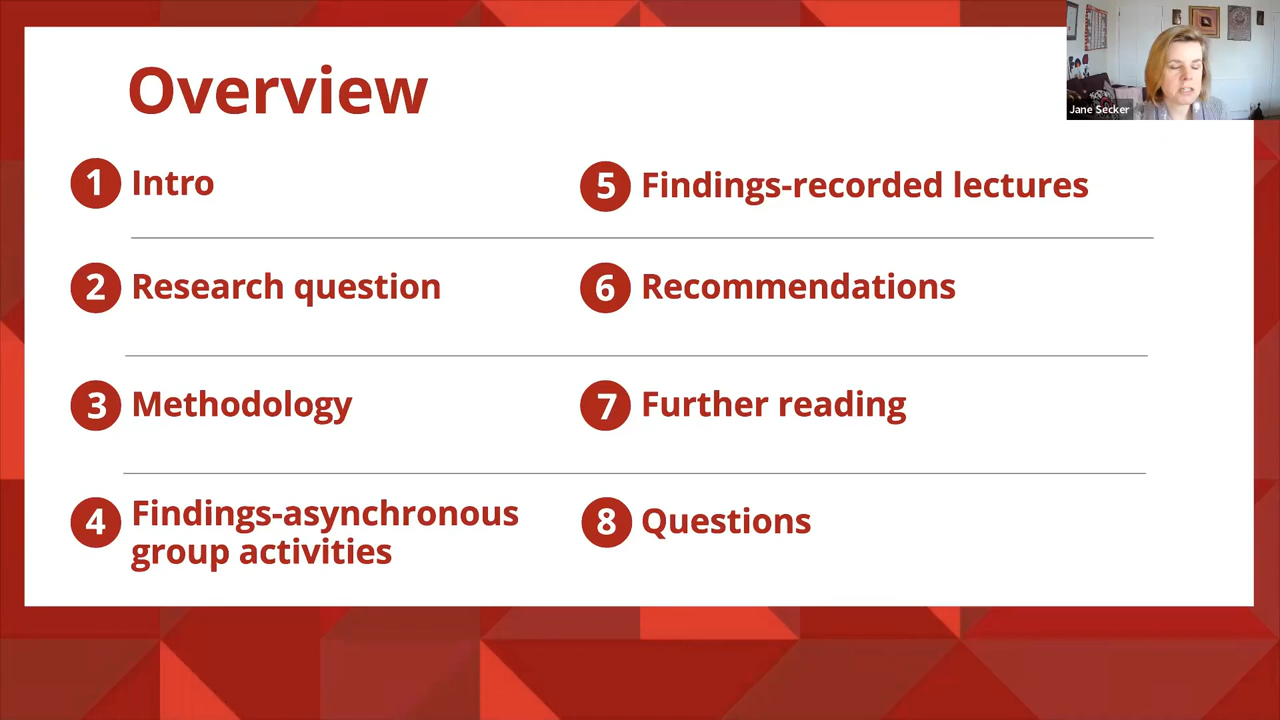 Overview
Jane Secker
1 Intro
2 Research question
3 Methodology
4 Findings-asynchronous
group activities
5 Findings-recorded lectures
6 Recommendations
7 Further reading
8 Questions